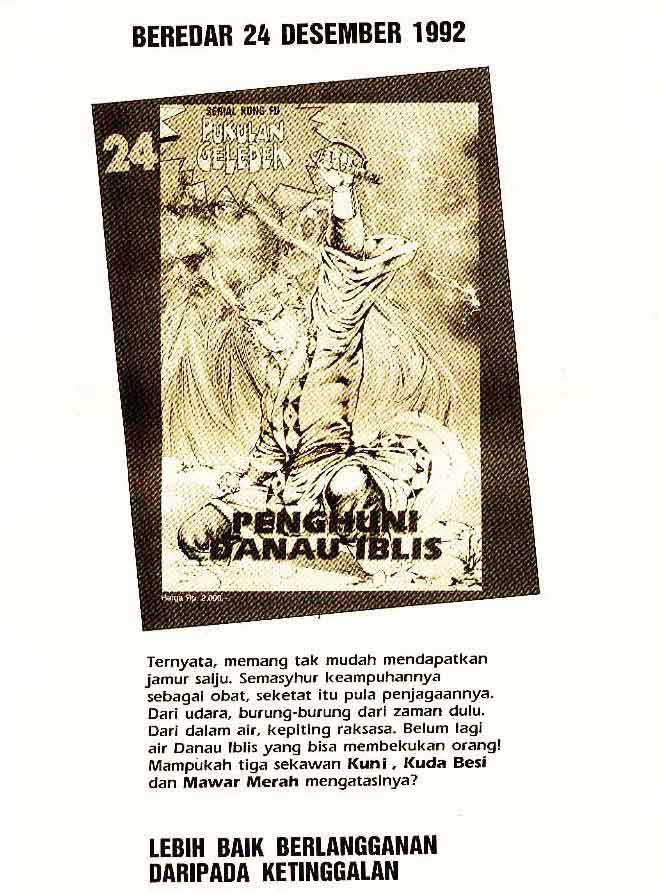 BEREDAR 24 DESEMBER 1992
24
SERIAL KUNG FU
PUKULAN
GELEDEK
PENGHUNI
DANAU IBLIS
Harga Rp. 2.000,-
Ternyata, memang tak mudah mendapatkan
jamur salju. Semasyhur keampuhannya
sebagai obat, seketat itu pula penjagaannya.
Dari udara, burung-burung dari zaman dulu.
Dari dalam air, kepiting raksasa. Belum lagi
air Danau Iblis yang bisa membekukan orang!
Mampukah tiga sekawan Kuni , Kuda Besi
dan Mawar Merah mengatasinya?
LEBIH BAIK BERLANGGANAN
DARIPADA KETINGGALAN